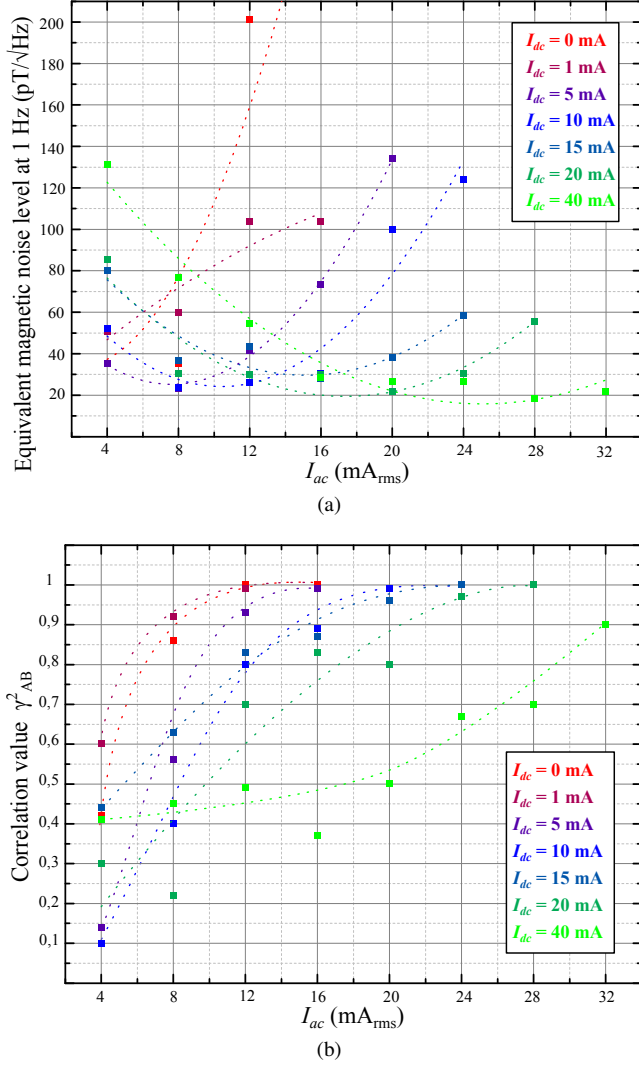 Equivalent magnetic noise level at 1 Hz (pT/√Hz)
200
180
160
140
120
100
80
60
40
20
I_dc = 0 mA
I_dc = 1 mA
I_dc = 5 mA
I_dc = 10 mA
I_dc = 15 mA
I_dc = 20 mA
I_dc = 40 mA
4 8 12 16 20 24 28 32
I_ac (mA_rms)
(a)
Correlation value γ²_AB
1
0,9
0,8
0,7
0,6
0,5
0,4
0,3
0,2
0,1
I_dc = 0 mA
I_dc = 1 mA
I_dc = 5 mA
I_dc = 10 mA
I_dc = 15 mA
I_dc = 20 mA
I_dc = 40 mA
4 8 12 16 20 24 28 32
I_ac (mA_rms)
(b)